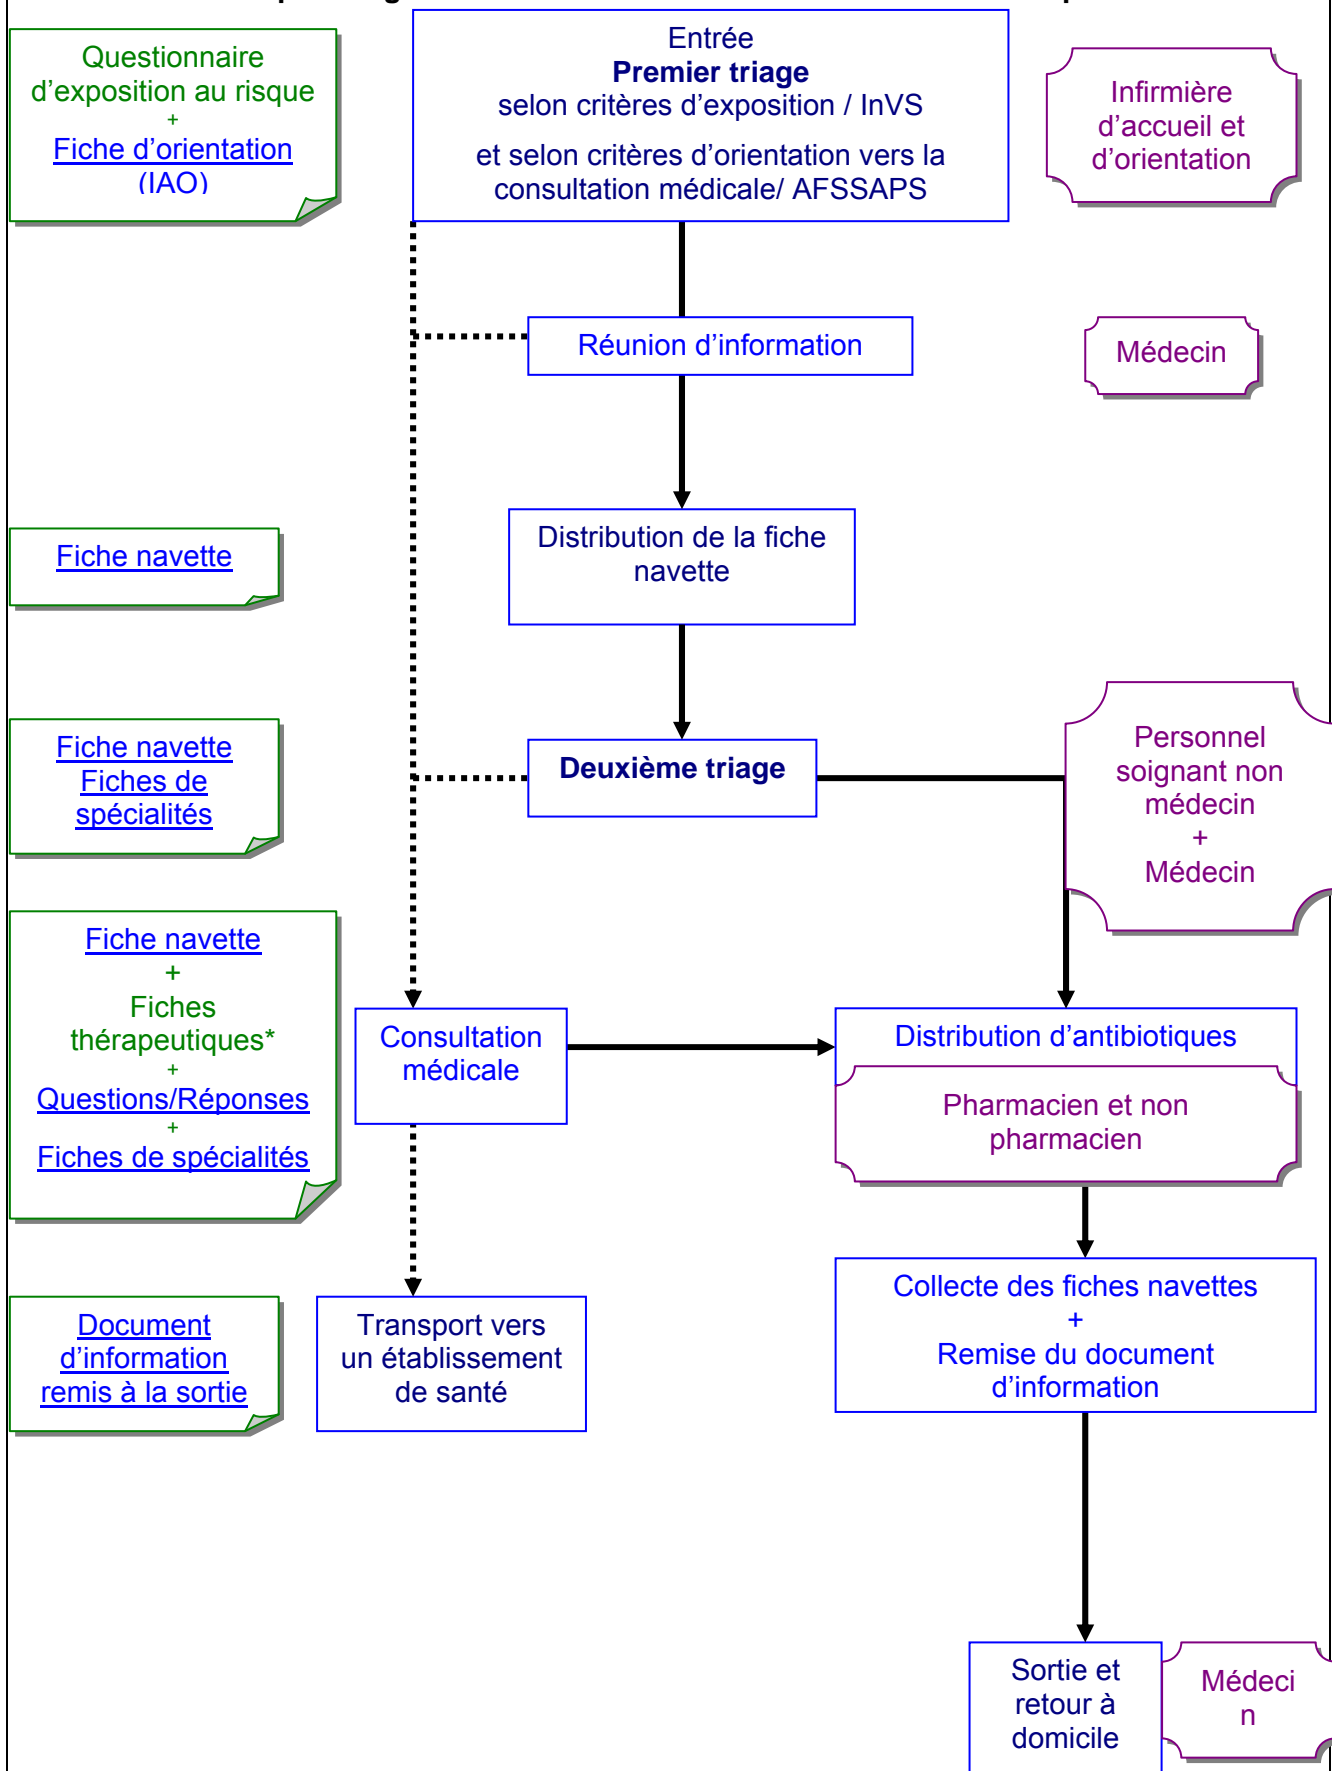 Questionnaire
d'exposition au risque
+
Fiche d'orientation
(IAO)
Entrée
Premier triage
selon critères d'exposition / InVS
et selon critères d'orientation vers la
consultation médicale/ AFSSAPS
Infirmière
d'accueil et
d'orientation
Réunion d'information
Médecin
Fiche navette
Distribution de la fiche
navette
Fiche navette
Fiches de
spécialités
Deuxième triage
Personnel
soignant non
médecin
+
Médecin
Fiche navette
+
Fiches
thérapeutiques*
+
Questions/Réponses
+
Fiches de spécialités
Consultation
médicale
Distribution d'antibiotiques
Pharmacien et non
pharmacien
Document
d'information
remis à la sortie
Transport vers
un établissement
de santé
Collecte des fiches navettes
+
Remise du document
d'information
Sortie et
retour à
domicile
Médeci
n